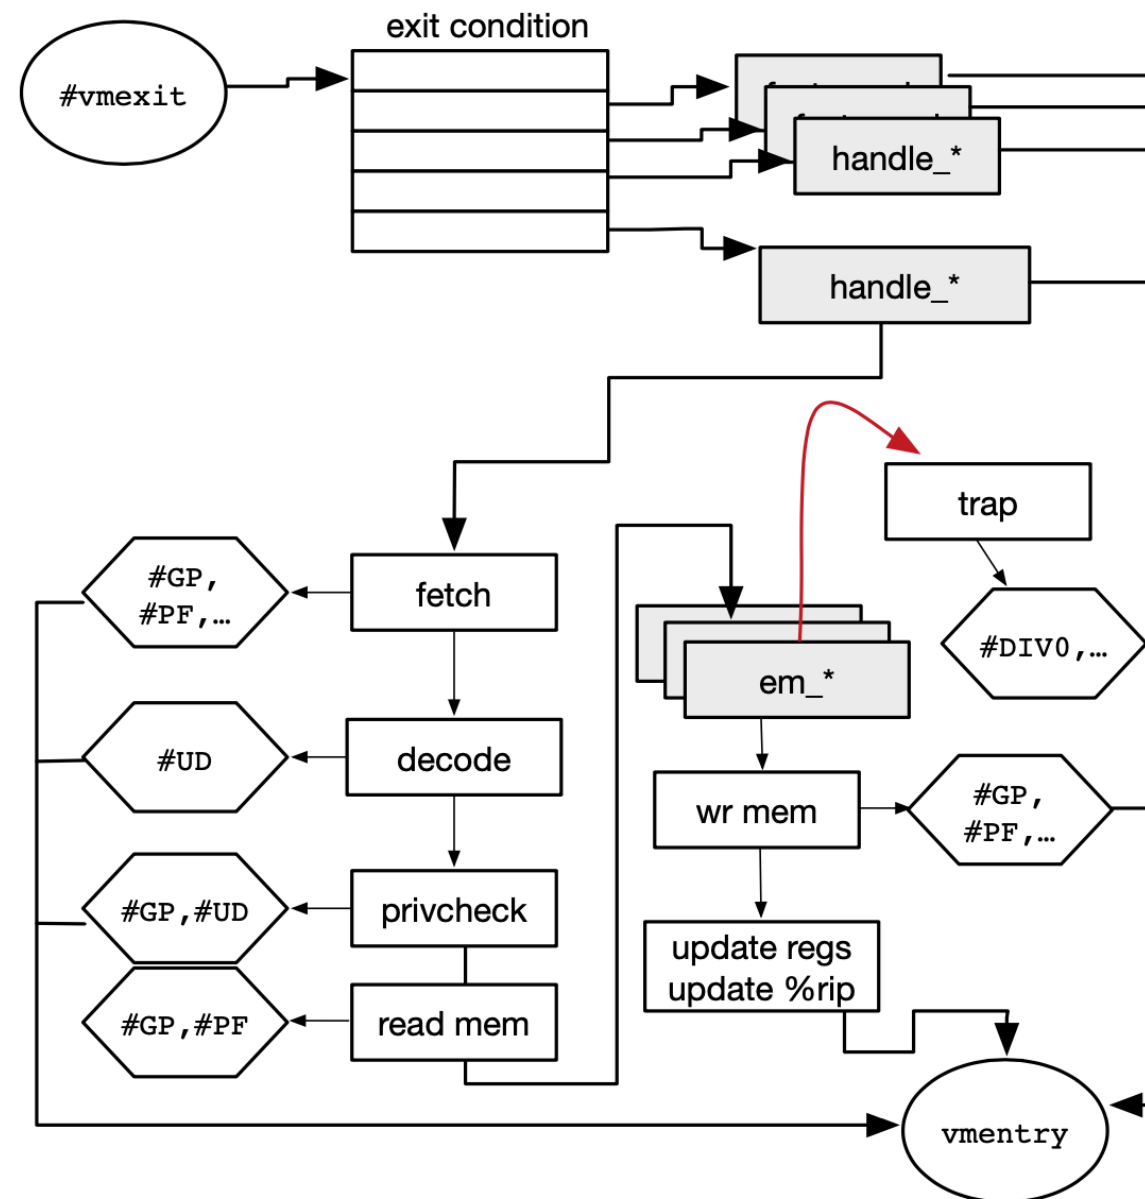 exit condition
#vmexit
handle_*
handle_*
trap
#GP,
#PF,…
fetch
#DIV0,…
em_*
#UD
decode
wr mem
#GP,
#PF,…
#GP,#UD
privcheck
update regs
update %rip
#GP,#PF
read mem
vmentry